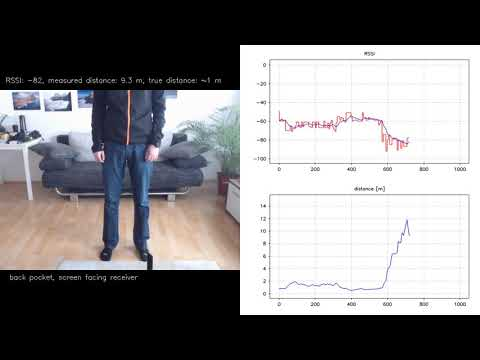 RSSI: -82, measured distance: 9.3 m, true distance: ~1 m
back pocket, screen facing receiver
RSSI
0
-20
-40
-60
-80
-100
0 200 400 600 800 1000
distance [m]
14
12
10
8
6
4
2
0
0 200 400 600 800 1000